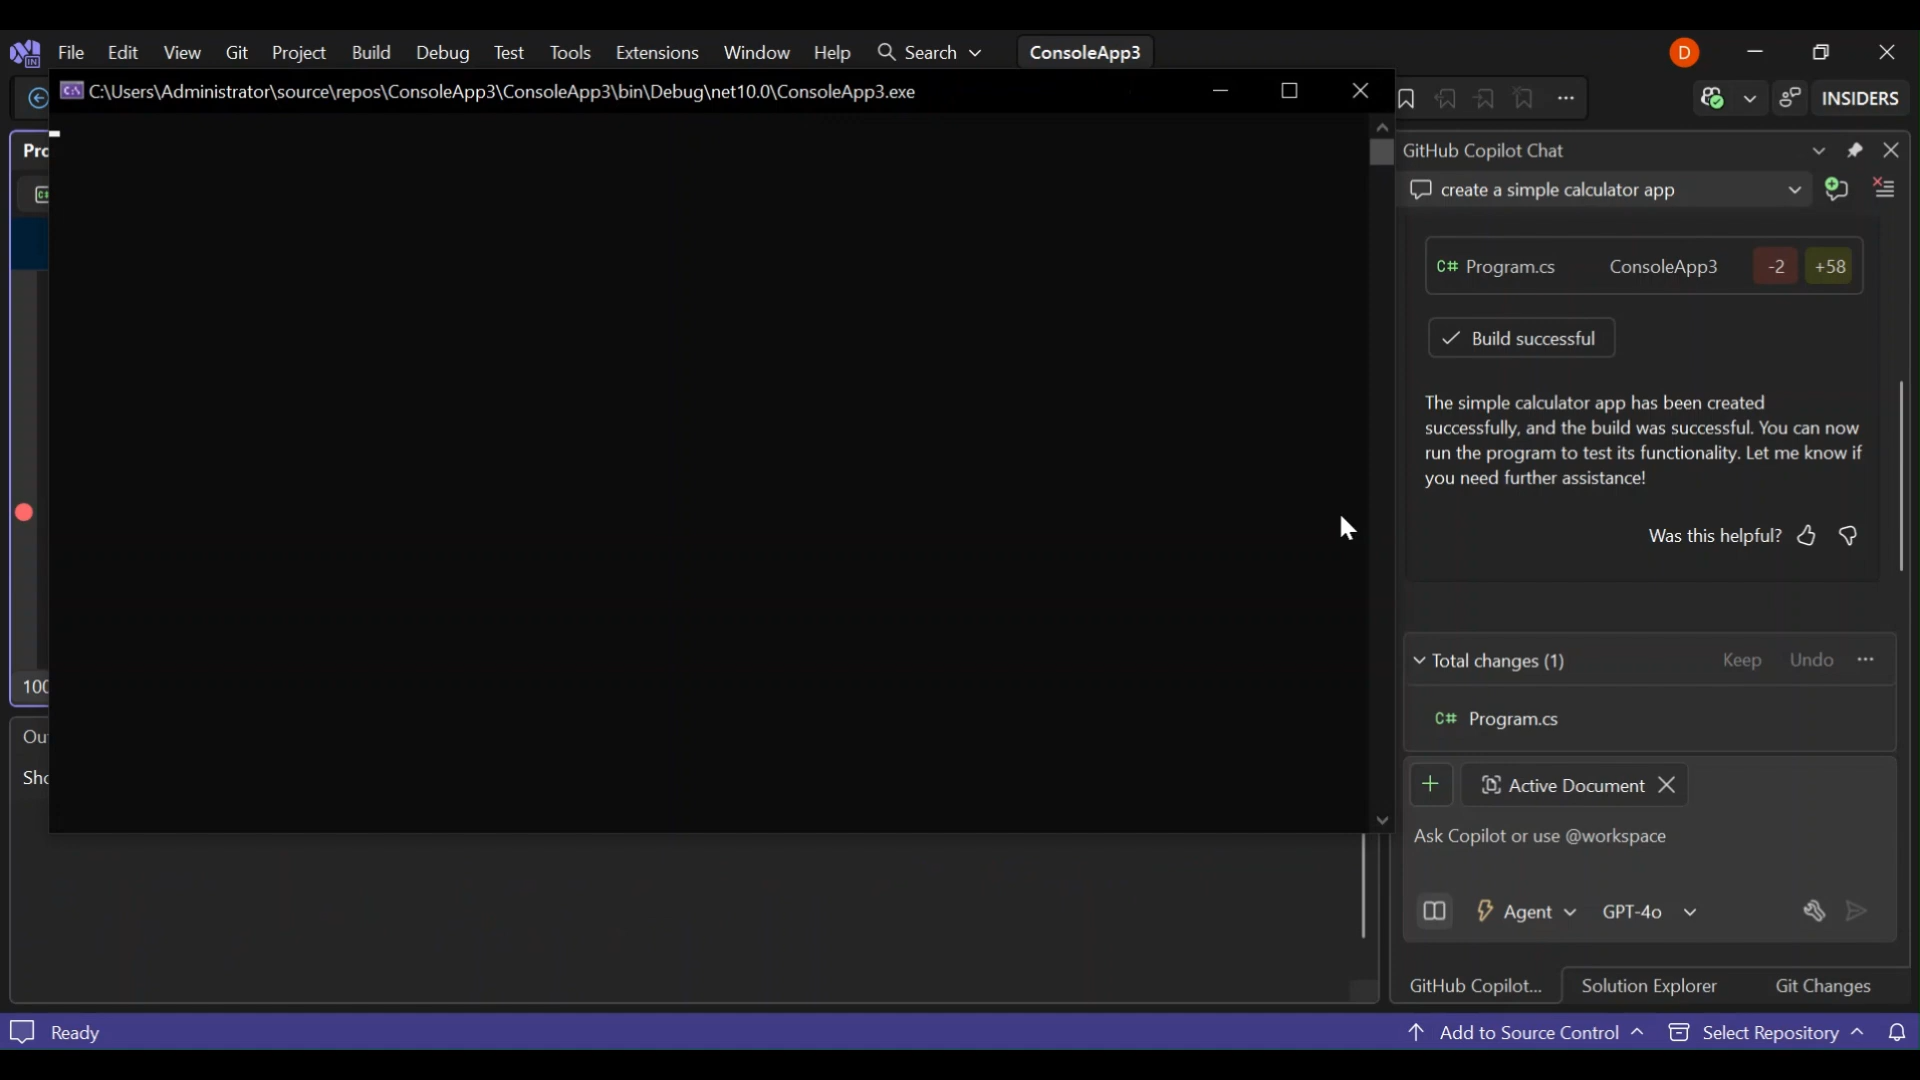 File Edit View Git Project Build Debug Test Tools Extensions Window Help Search ConsoleApp3 D
C:\Users\Administrator\source\repos\ConsoleApp3\ConsoleApp3\bin\Debug\net10.0\ConsoleApp3.exe
INSIDERS
GitHub Copilot Chat
create a simple calculator app
C# Program.cs ConsoleApp3 -2 +58
Build successful
The simple calculator app has been created
successfully, and the build was successful. You can now
run the program to test its functionality. Let me know if
you need further assistance!
Was this helpful?
Total changes (1) Keep Undo
C# Program.cs
Active Document
Ask Copilot or use @workspace
Agent GPT-4o
GitHub Copilot... Solution Explorer Git Changes
100
Ready Add to Source Control Select Repository